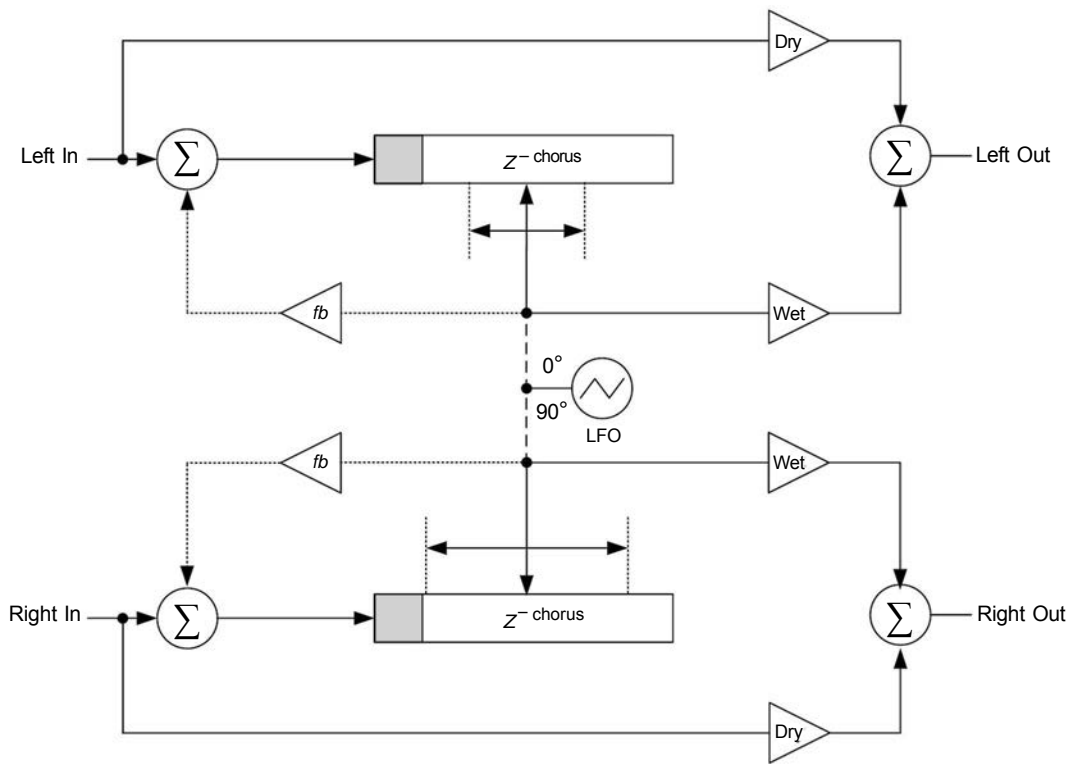 Dry
Left In
∑
z− chorus
∑
Left Out
fb
Wet
0°
90°
LFO
fb
Wet
Right In
∑
z− chorus
∑
Right Out
Dry